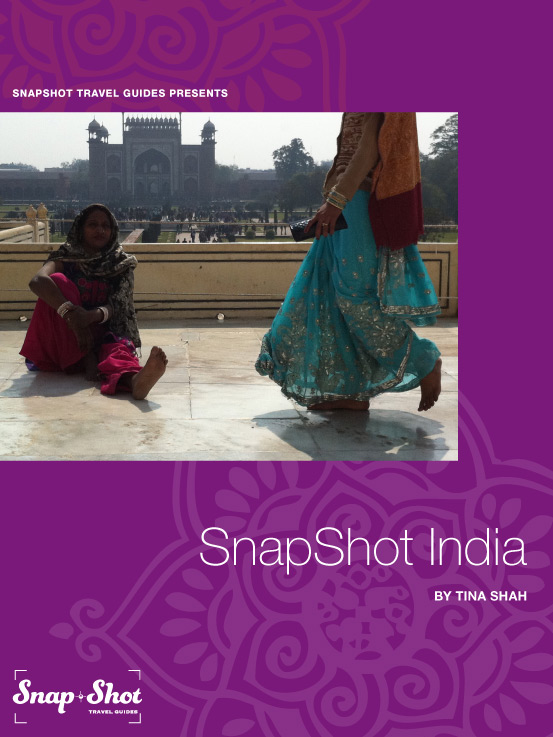 SNAPSHOT TRAVEL GUIDES PRESENTS
SnapShot India
BY TINA SHAH
Snap Shot
TRAVEL GUIDES